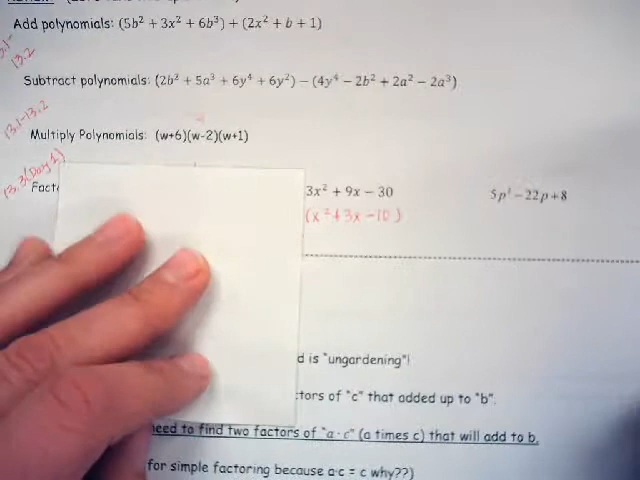 Add polynomials: (5b² + 3x² + 6b³) + (2x² + b + 1)
13.2
Subtract polynomials: (2b² + 5a³ + 6y⁴ + 6y²) − (4y⁴ − 2b² + 2a² − 2a³)
13.1-13.2
Multiply Polynomials: (w+6)(w-2)(w+1)
13.3 (Day 1)
Fact
3x² + 9x − 30
5p² − 22p + 8
(x² + 3x − 10)
d is "ungardening"!
ctors of "c" that added up to "b".
need to find two factors of "a · c" (a times c) that will add to b.
for simple factoring because a·c = c why??)